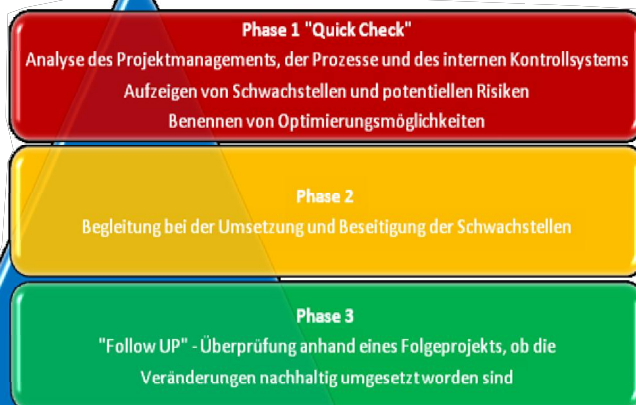 Phase 1 "Quick Check"
Analyse des Projektmanagements, der Prozesse und des internen Kontrollsystems
Aufzeigen von Schwachstellen und potentiellen Risiken
Benennen von Optimierungsmöglichkeiten
Phase 2
Begleitung bei der Umsetzung und Beseitigung der Schwachstellen
Phase 3
"Follow UP" - Überprüfung anhand eines Folgeprojekts, ob die
Veränderungen nachhaltig umgesetzt worden sind